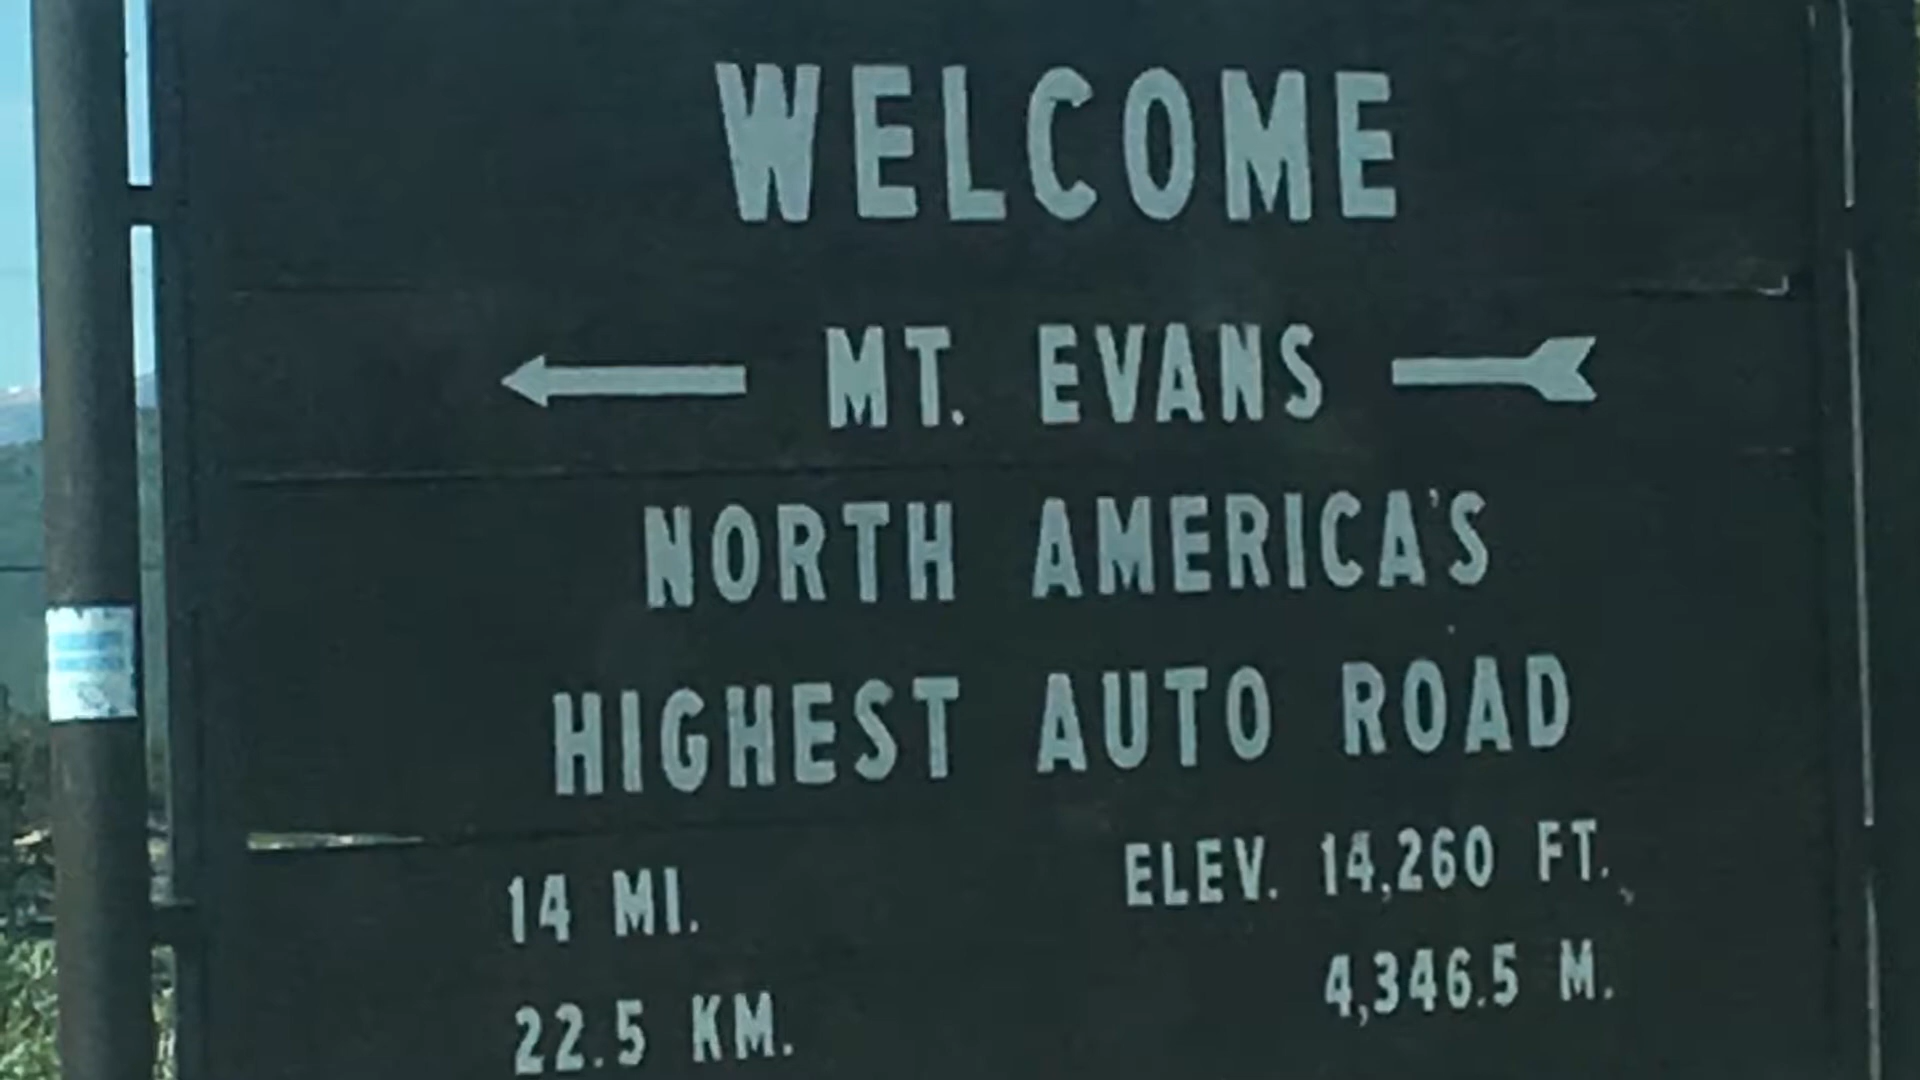 WELCOME
MT. EVANS
NORTH AMERICA'S
HIGHEST AUTO ROAD
14 MI. ELEV. 14,260 FT.
22.5 KM. 4,346.5 M.